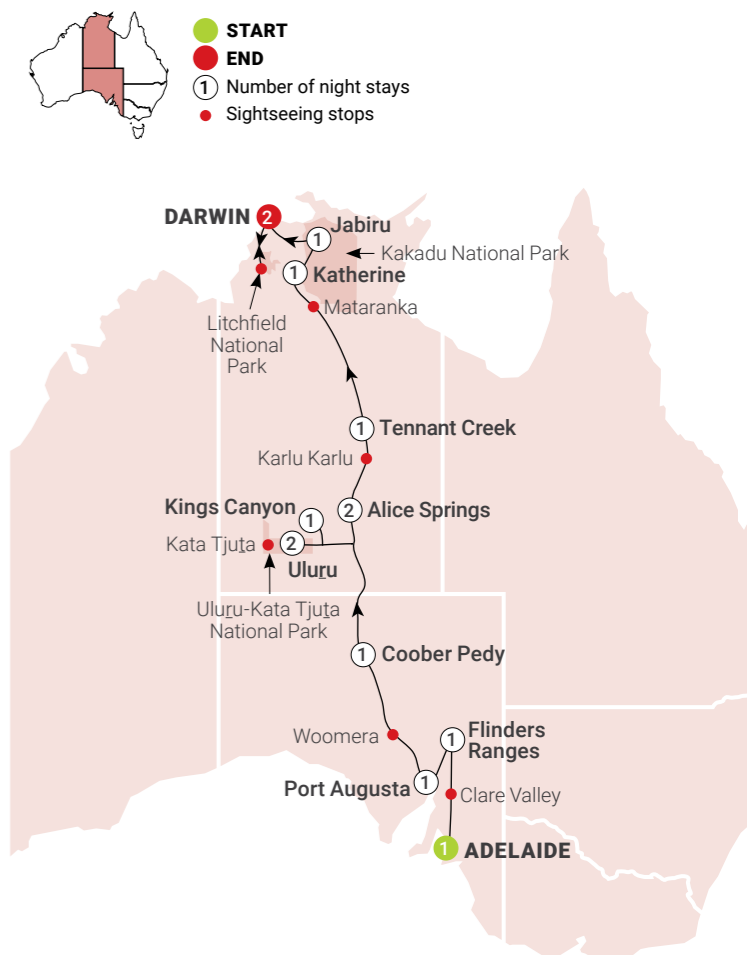 START
END
1 Number of night stays
Sightseeing stops
DARWIN 2
Jabiru
1
Kakadu National Park
1 Katherine
Mataranka
Litchfield
National
Park
1 Tennant Creek
Karlu Karlu
Kings Canyon
1
2 Alice Springs
Kata Tjuṯa
2
Uluṟu
Uluṟu-Kata Tjuṯa
National Park
1 Coober Pedy
Woomera
1
Flinders
Ranges
Port Augusta 1
Clare Valley
1 ADELAIDE